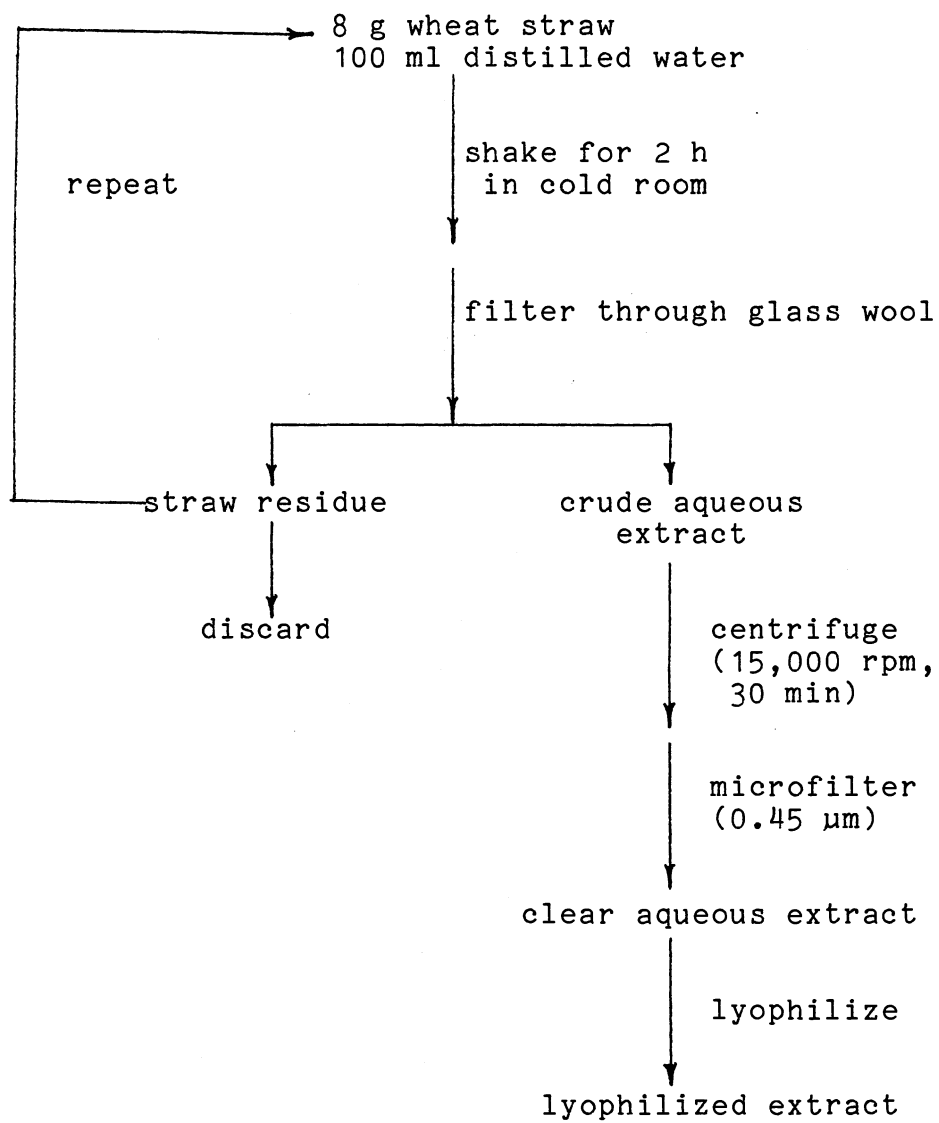 8 g wheat straw
100 ml distilled water
shake for 2 h
in cold room
repeat
filter through glass wool
straw residue
crude aqueous
extract
discard
centrifuge
(15,000 rpm,
30 min)
microfilter
(0.45 µm)
clear aqueous extract
lyophilize
lyophilized extract